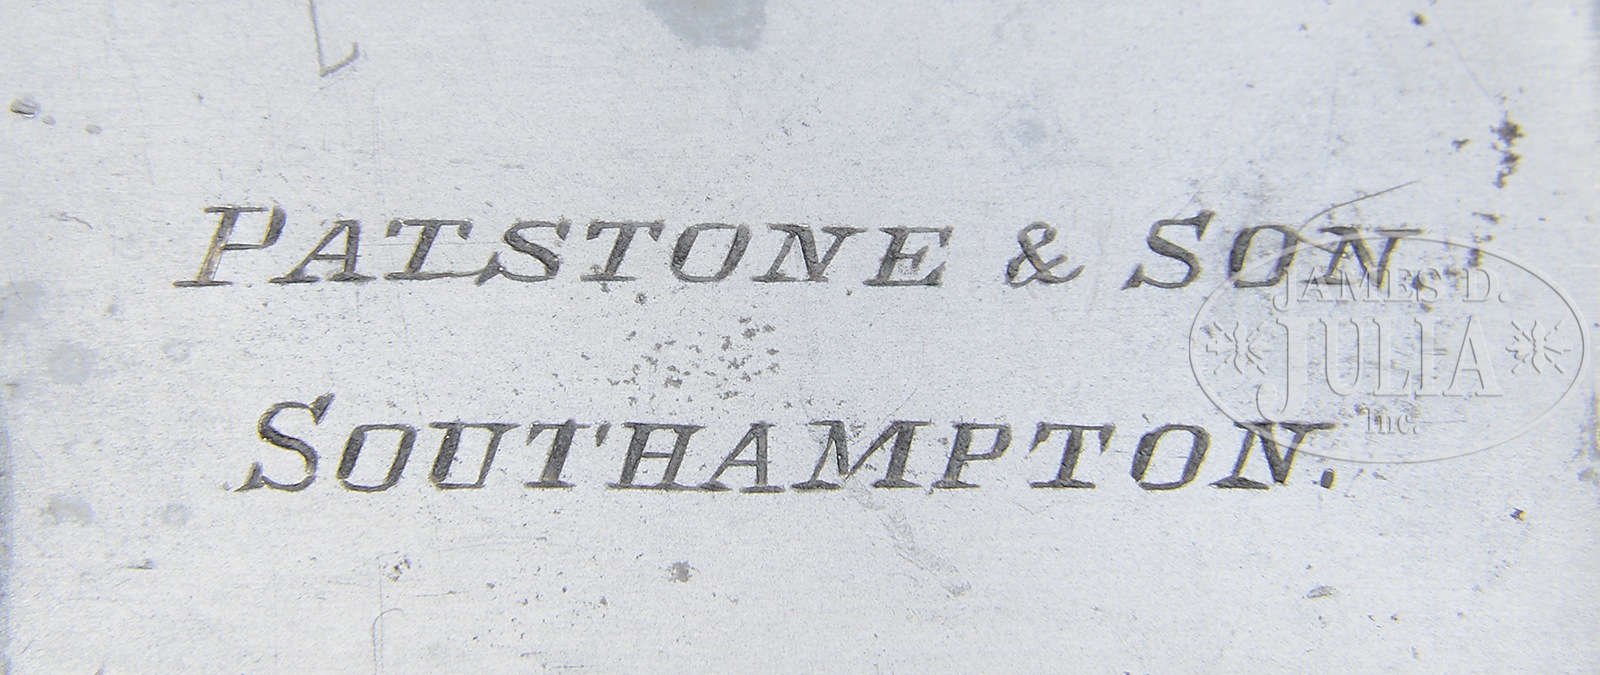 PATSTONE & SON.
SOUTHAMPTON.
JAMES D.
JULIA
Inc.